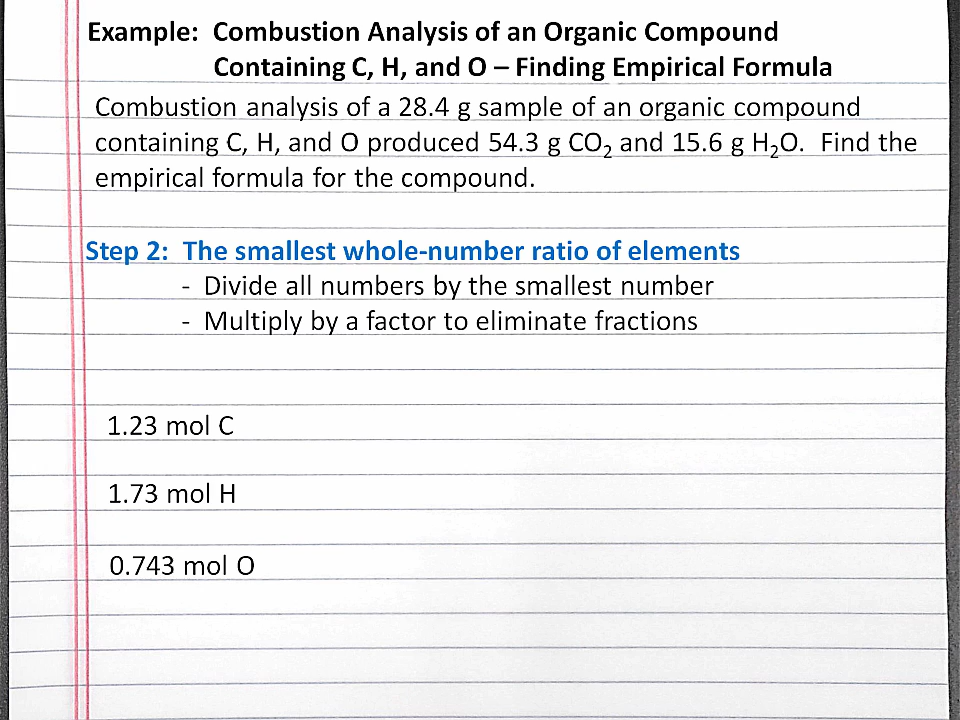 Example:  Combustion Analysis of an Organic Compound
Containing C, H, and O – Finding Empirical Formula
Combustion analysis of a 28.4 g sample of an organic compound
containing C, H, and O produced 54.3 g CO₂ and 15.6 g H₂O.  Find the
empirical formula for the compound.
Step 2:  The smallest whole-number ratio of elements
- Divide all numbers by the smallest number
- Multiply by a factor to eliminate fractions
1.23 mol C
1.73 mol H
0.743 mol O